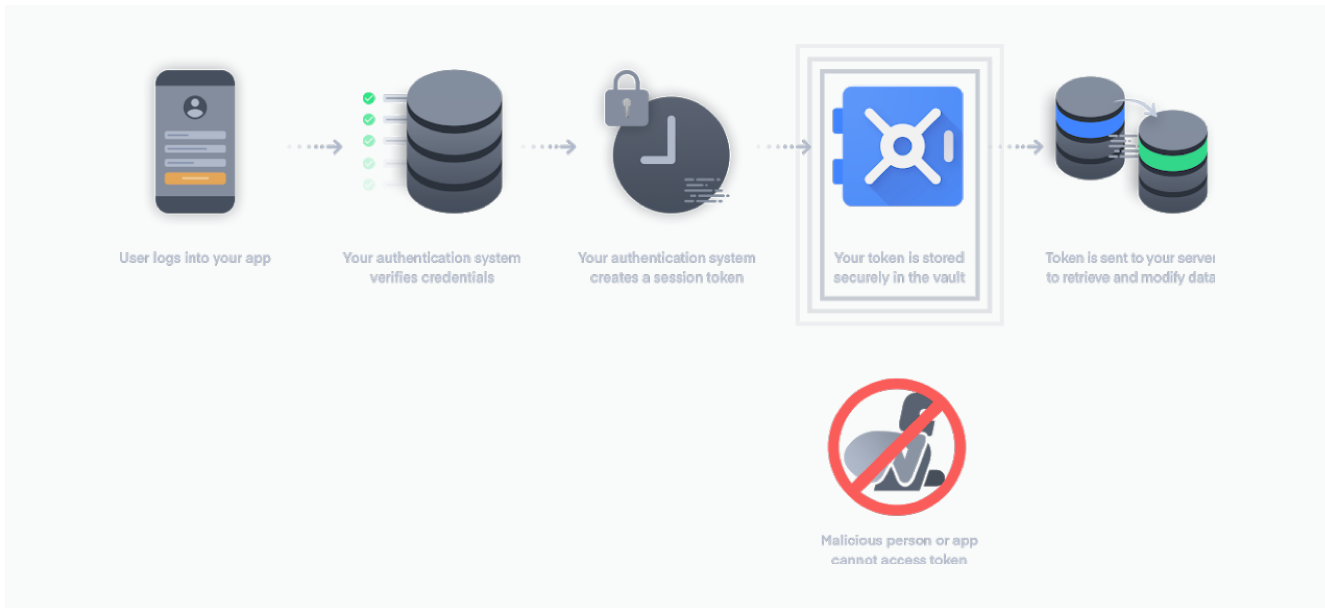 User logs into your app
Your authentication system
verifies credentials
Your authentication system
creates a session token
Your token is stored
securely in the vault
Token is sent to your server
to retrieve and modify data
Malicious person or app
cannot access token